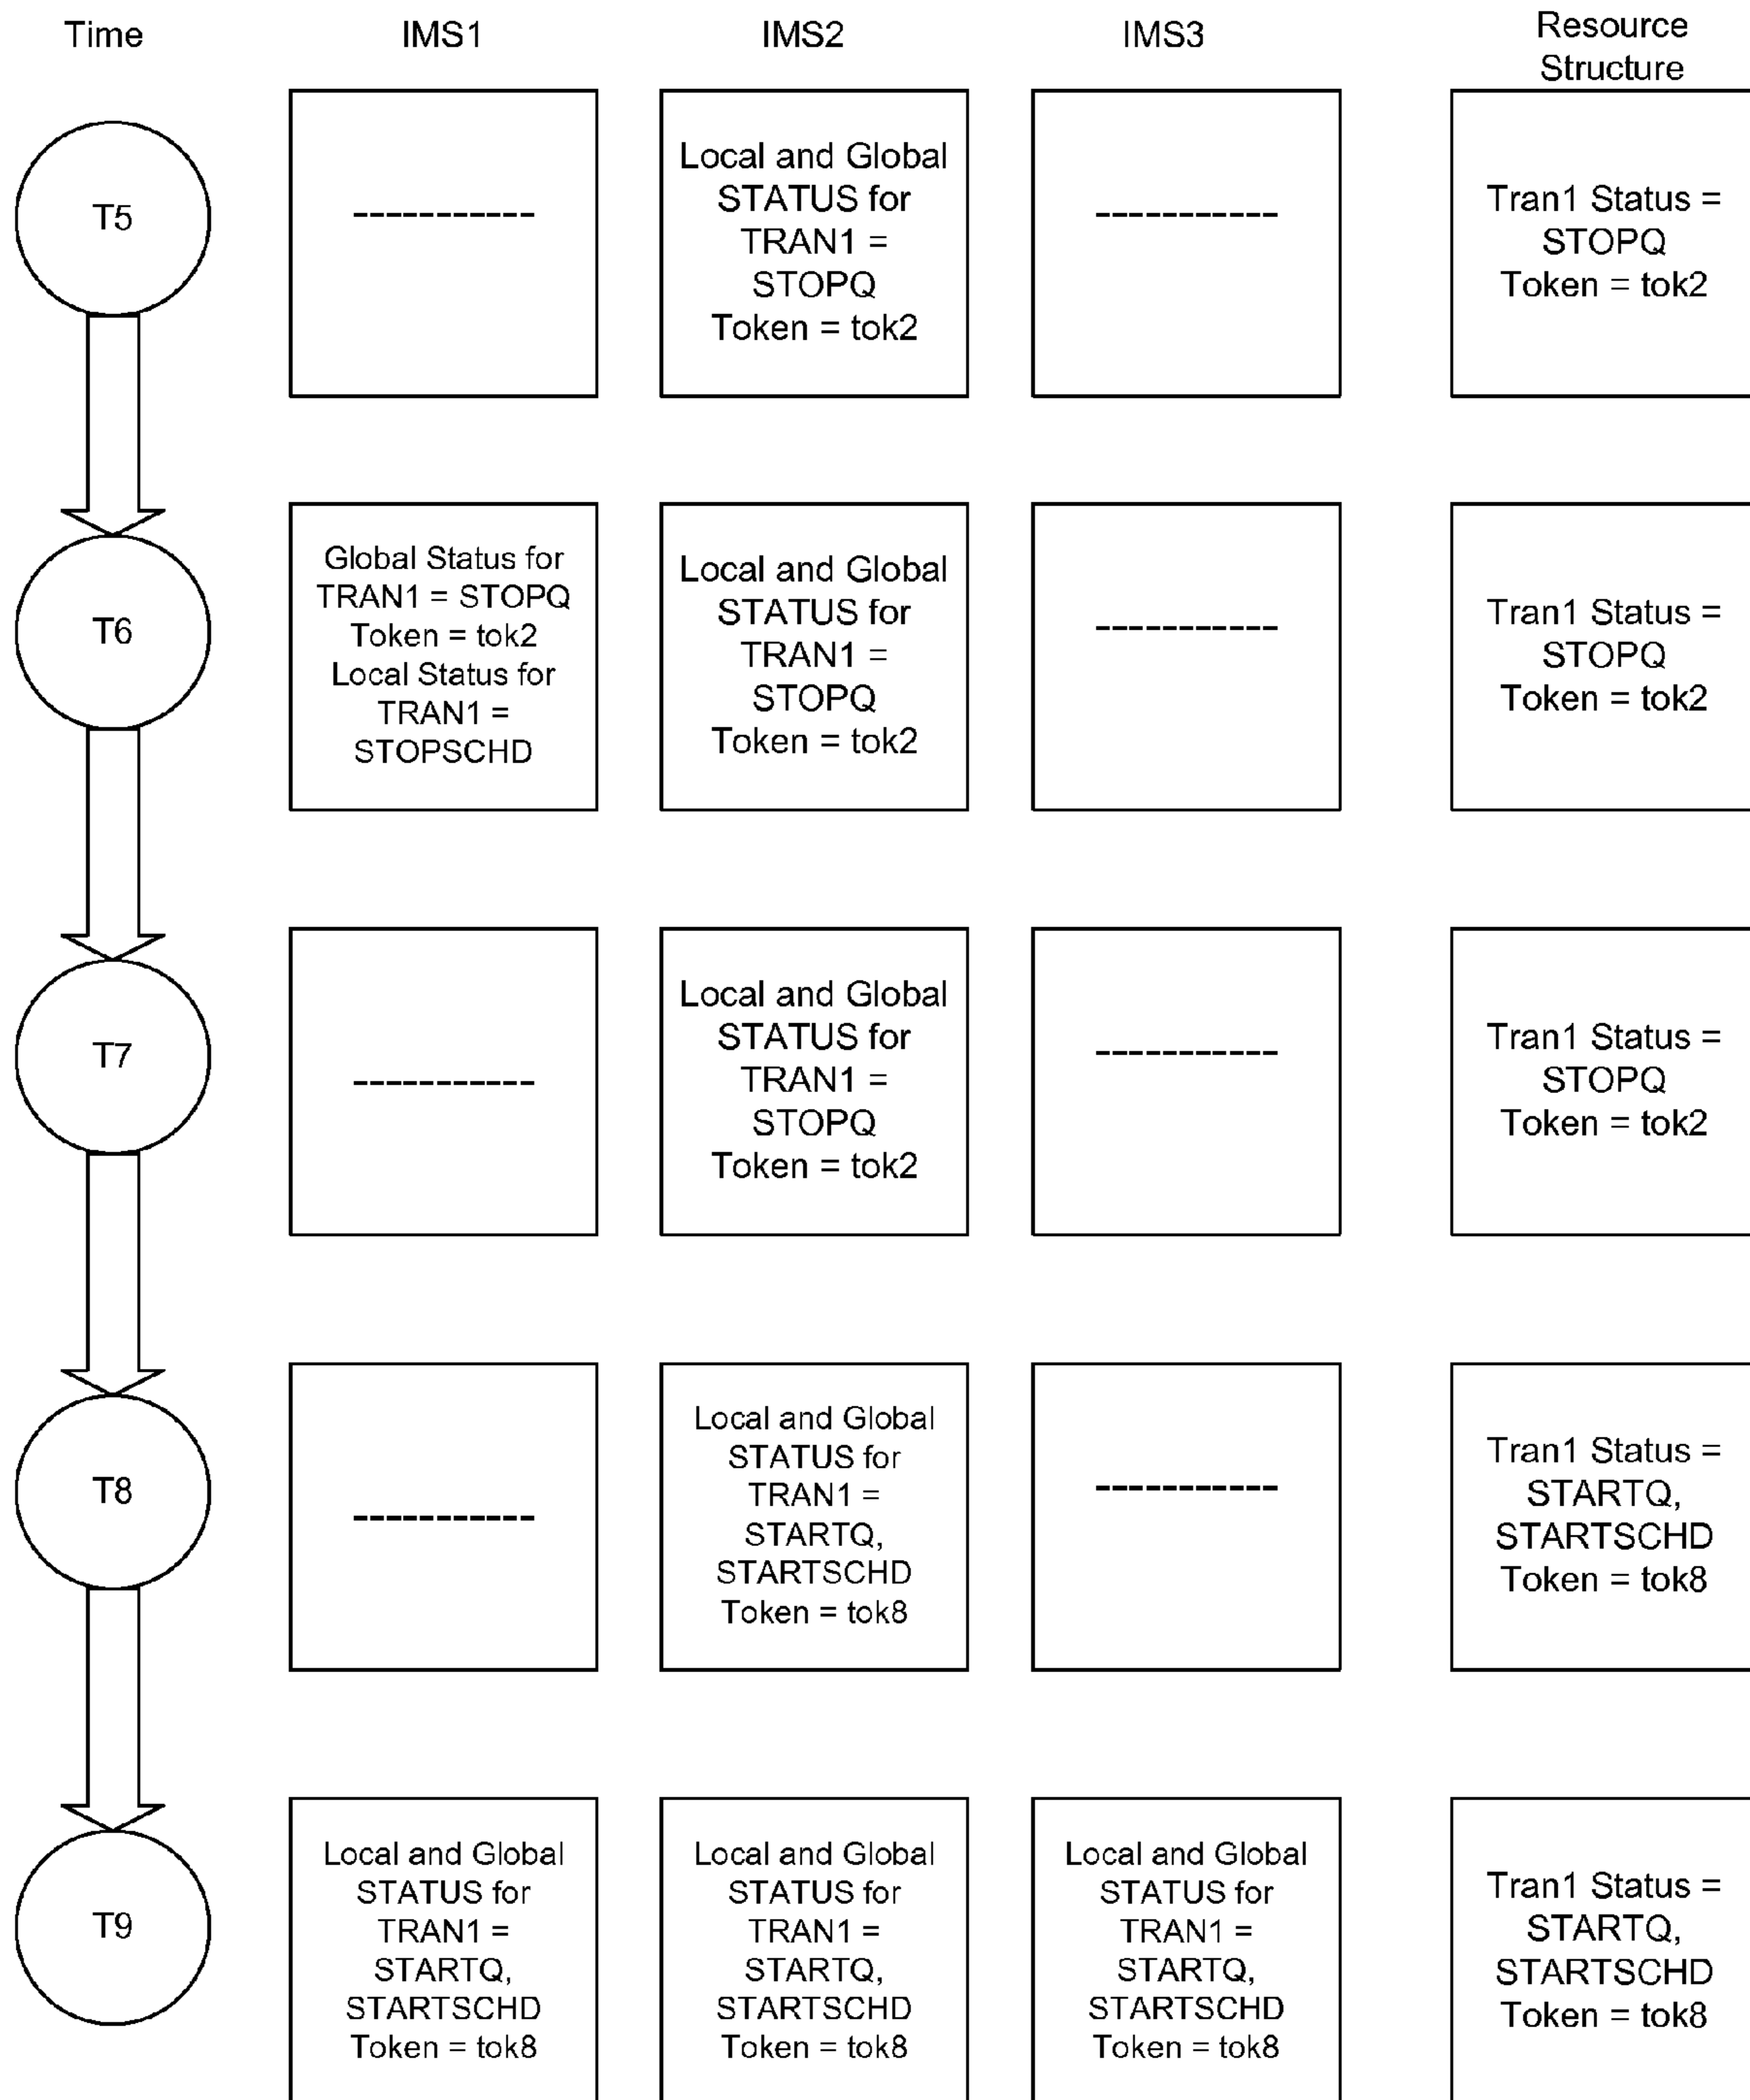 Time
IMS1
IMS2
IMS3
Resource
Structure
T5
-----------
Local and Global
STATUS for
TRAN1 =
STOPQ
Token = tok2
-----------
Tran1 Status =
STOPQ
Token = tok2
T6
Global Status for
TRAN1 = STOPQ
Token = tok2
Local Status for
TRAN1 =
STOPSCHD
Local and Global
STATUS for
TRAN1 =
STOPQ
Token = tok2
-----------
Tran1 Status =
STOPQ
Token = tok2
T7
-----------
Local and Global
STATUS for
TRAN1 =
STOPQ
Token = tok2
-----------
Tran1 Status =
STOPQ
Token = tok2
T8
-----------
Local and Global
STATUS for
TRAN1 =
STARTQ,
STARTSCHD
Token = tok8
-----------
Tran1 Status =
STARTQ,
STARTSCHD
Token = tok8
T9
Local and Global
STATUS for
TRAN1 =
STARTQ,
STARTSCHD
Token = tok8
Local and Global
STATUS for
TRAN1 =
STARTQ,
STARTSCHD
Token = tok8
Local and Global
STATUS for
TRAN1 =
STARTQ,
STARTSCHD
Token = tok8
Tran1 Status =
STARTQ,
STARTSCHD
Token = tok8